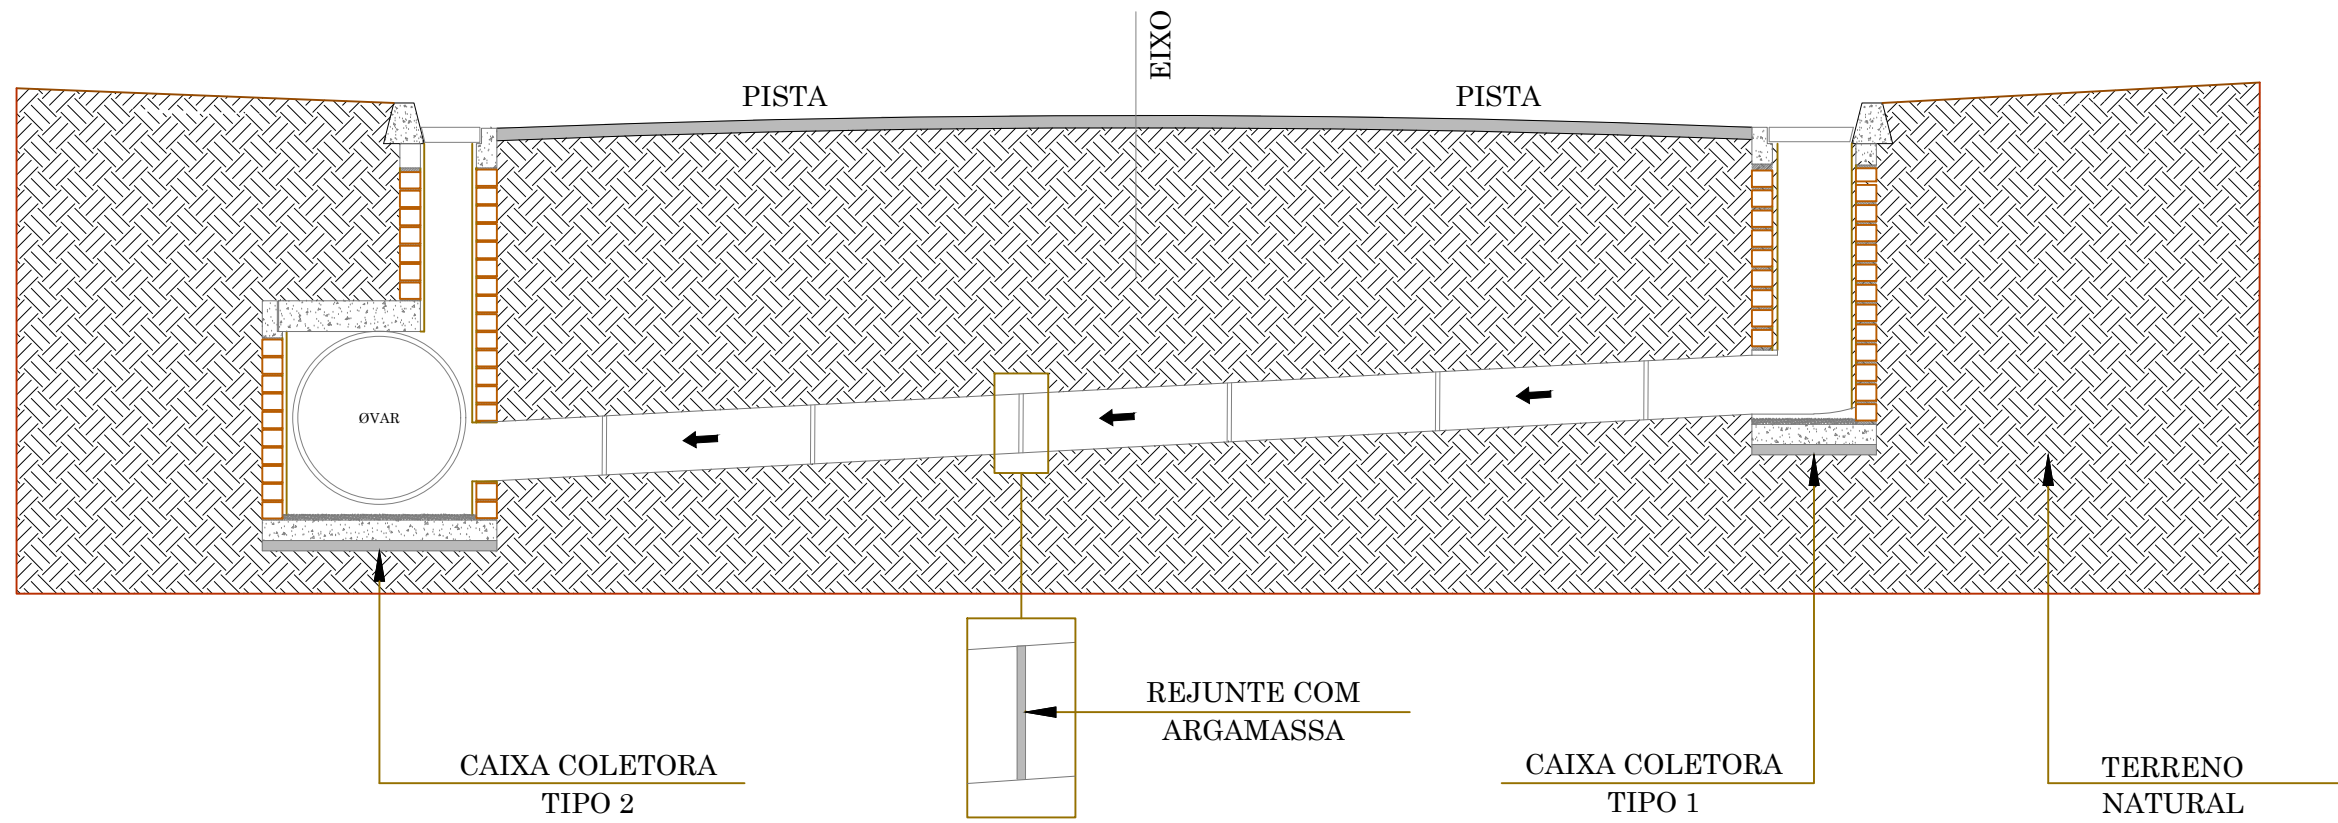 EIXO
PISTA
PISTA
ØVAR
REJUNTE COM
ARGAMASSA
CAIXA COLETORA
TIPO 2
CAIXA COLETORA
TIPO 1
TERRENO
NATURAL